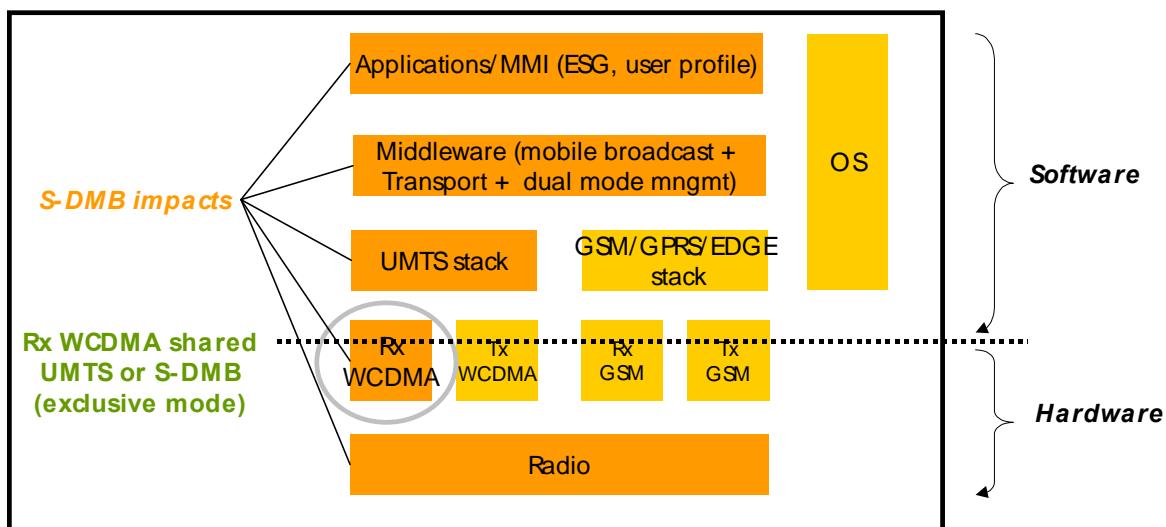 Applications/MMI (ESG, user profile)
Middleware (mobile broadcast +
Transport + dual mode mngmt)
OS
Software
S-DMB impacts
UMTS stack
GSM/GPRS/EDGE
stack
Rx WCDMA shared
UMTS or S-DMB
(exclusive mode)
Rx
WCDMA
Tx
WCDMA
Rx
GSM
Tx
GSM
Hardware
Radio